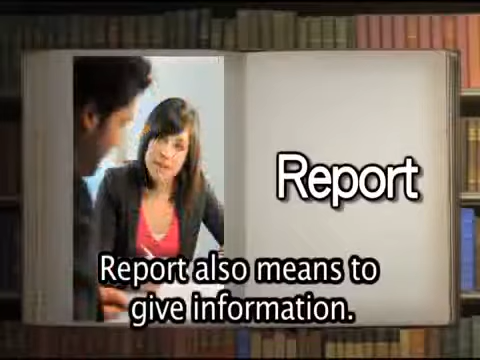 Report
Report also means to
give information.